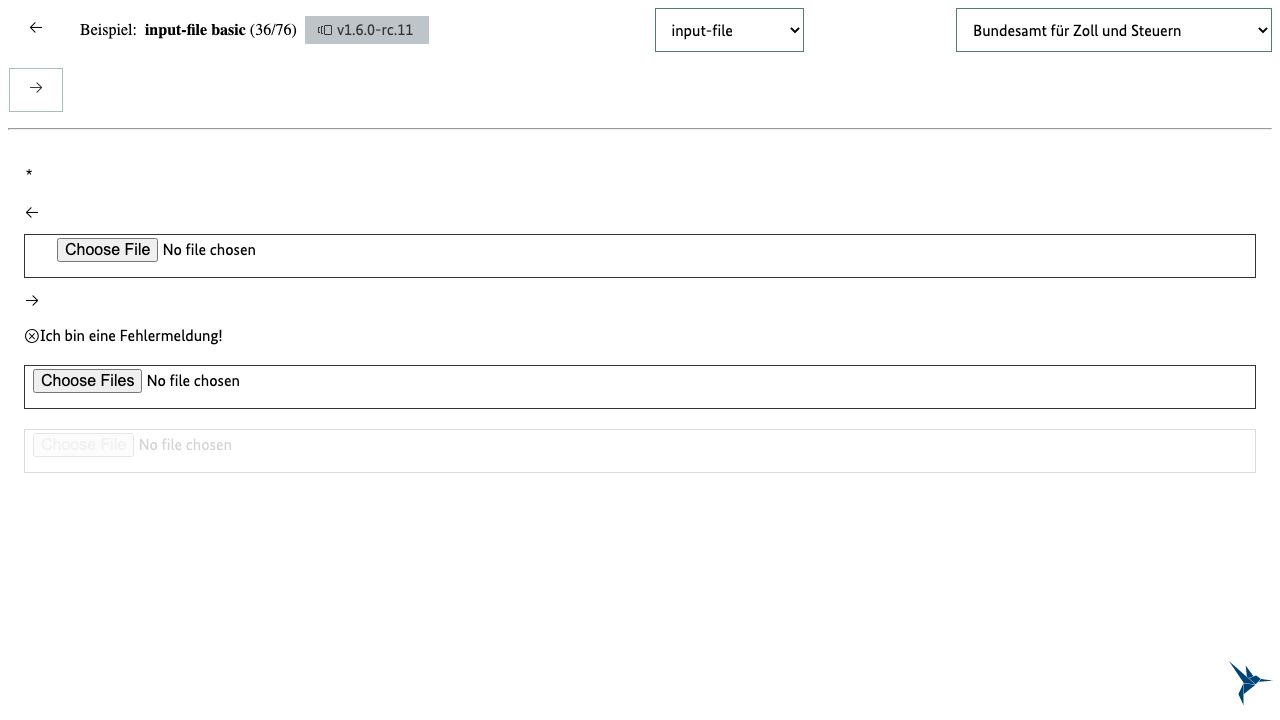 Beispiel: input-file basic (36/76) v1.6.0-rc.11 input-file Bundesamt für Zoll und Steuern
*
Choose File No file chosen
Ich bin eine Fehlermeldung!
Choose Files No file chosen
Choose File No file chosen